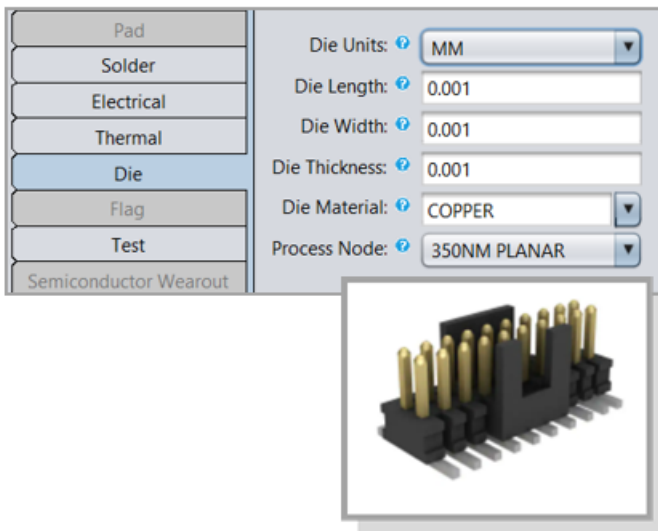 Pad
Solder
Electrical
Thermal
Die
Flag
Test
Semiconductor Wearout
Die Units: ? MM
Die Length: ? 0.001
Die Width: ? 0.001
Die Thickness: ? 0.001
Die Material: ? COPPER
Process Node: ? 350NM PLANAR